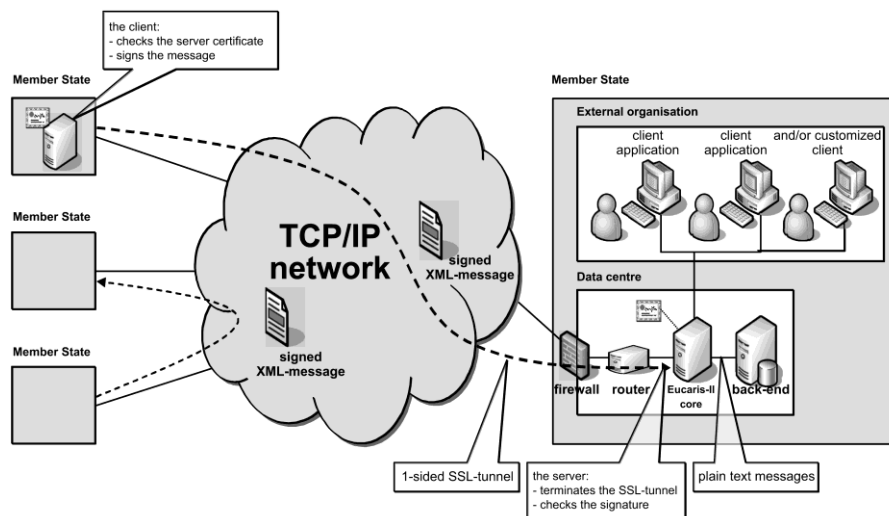 the client:
- checks the server certificate
- signs the message
Member State
Member State
External organisation
client
application
client
application
and/or customized
client
TCP/IP
network
signed
XML-message
Member State
signed
XML-message
Data centre
Member State
firewall
router
Eucaris-II
core
back-end
1-sided SSL-tunnel
the server:
- terminates the SSL-tunnel
- checks the signature
plain text messages